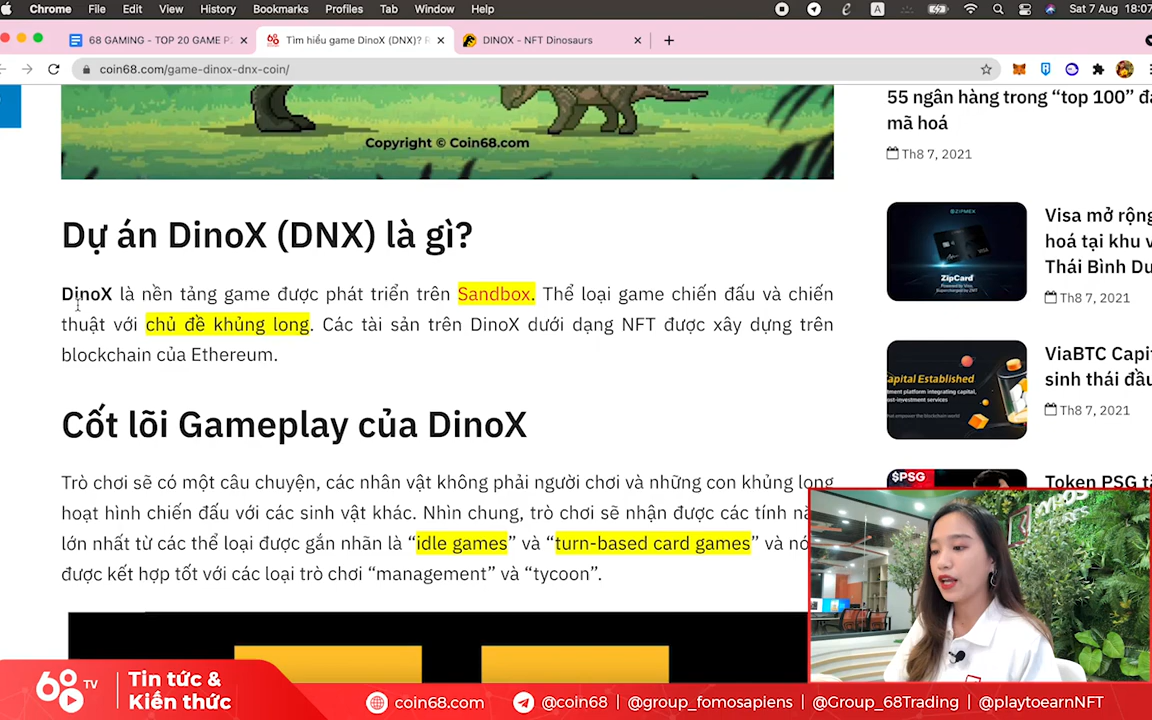 Chrome File Edit View History Bookmarks Profiles Tab Window Help
A
Sat 7 Aug 18:07
68 GAMING - TOP 20 GAME P
Tìm hiểu game DinoX (DNX)?
DINOX - NFT Dinosaurs
coin68.com/game-dinox-dnx-coin/
Copyright © Coin68.com
Dự án DinoX (DNX) là gì?
DinoX là nền tảng game được phát triển trên Sandbox. Thể loại game chiến đấu và chiến
thuật với chủ đề khủng long. Các tài sản trên DinoX dưới dạng NFT được xây dựng trên
blockchain của Ethereum.
Cốt lõi Gameplay của DinoX
Trò chơi sẽ có một câu chuyện, các nhân vật không phải người chơi và những con khủng long
hoạt hình chiến đấu với các sinh vật khác. Nhìn chung, trò chơi sẽ nhận được các tính
lớn nhất từ các thể loại được gắn nhãn là “idle games” và “turn-based card games” và nó
được kết hợp tốt với các loại trò chơi “management” và “tycoon”.
55 ngân hàng trong “top 100”
mã hoá
Th8 7, 2021
ZIPMEX
ZipCard
Visa mở rộng
hoá tại khu
Thái Bình
Th8 7, 2021
Capital Established
ViaBTC
sinh thái
Th8 7, 2021
$PSG
Token PSG
68 TV
Tin tức &
Kiến thức
coin68.com
@coin68 | @group_fomosapiens | @Group_68Trading | @playtoearnNFT